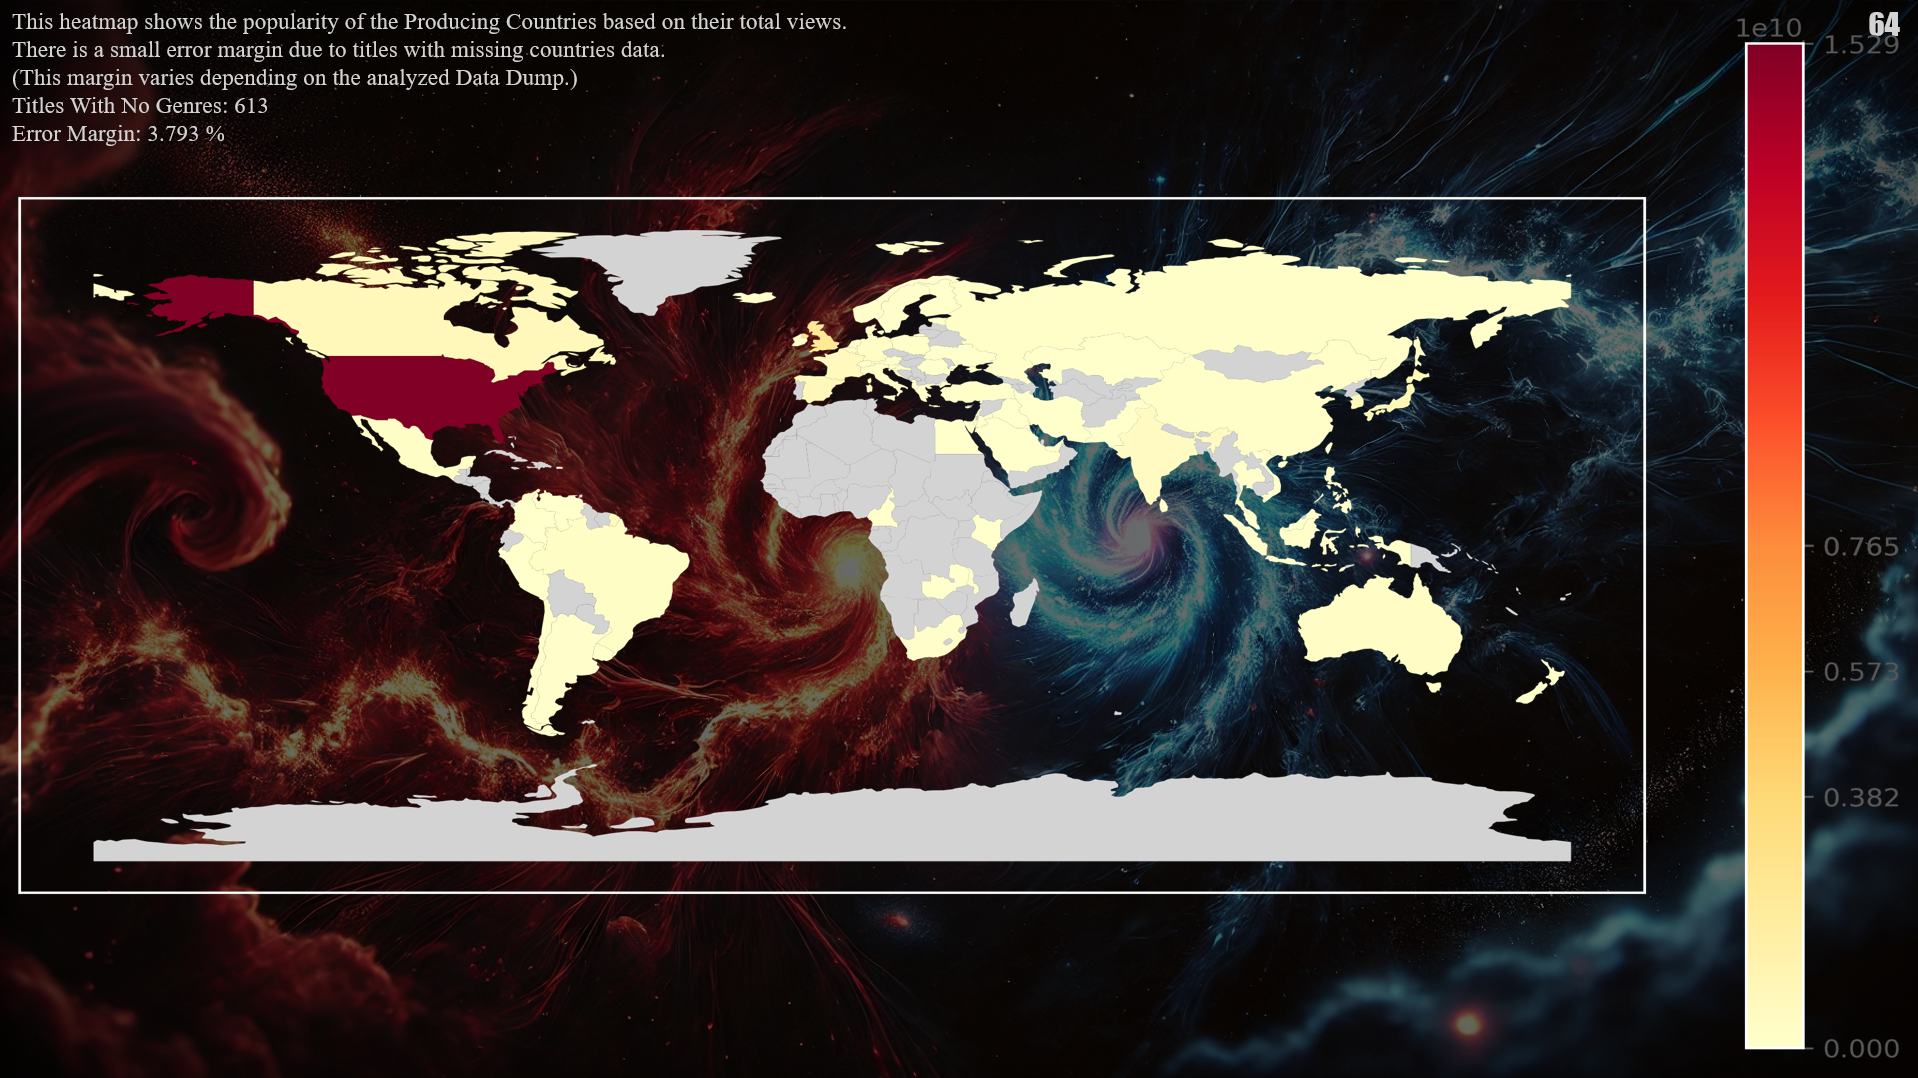 This heatmap shows the popularity of the Producing Countries based on their total views.
There is a small error margin due to titles with missing countries data.
(This margin varies depending on the analyzed Data Dump.)
Titles With No Genres: 613
Error Margin: 3.793 %
64
1e10
1.529
0.765
0.573
0.382
0.000